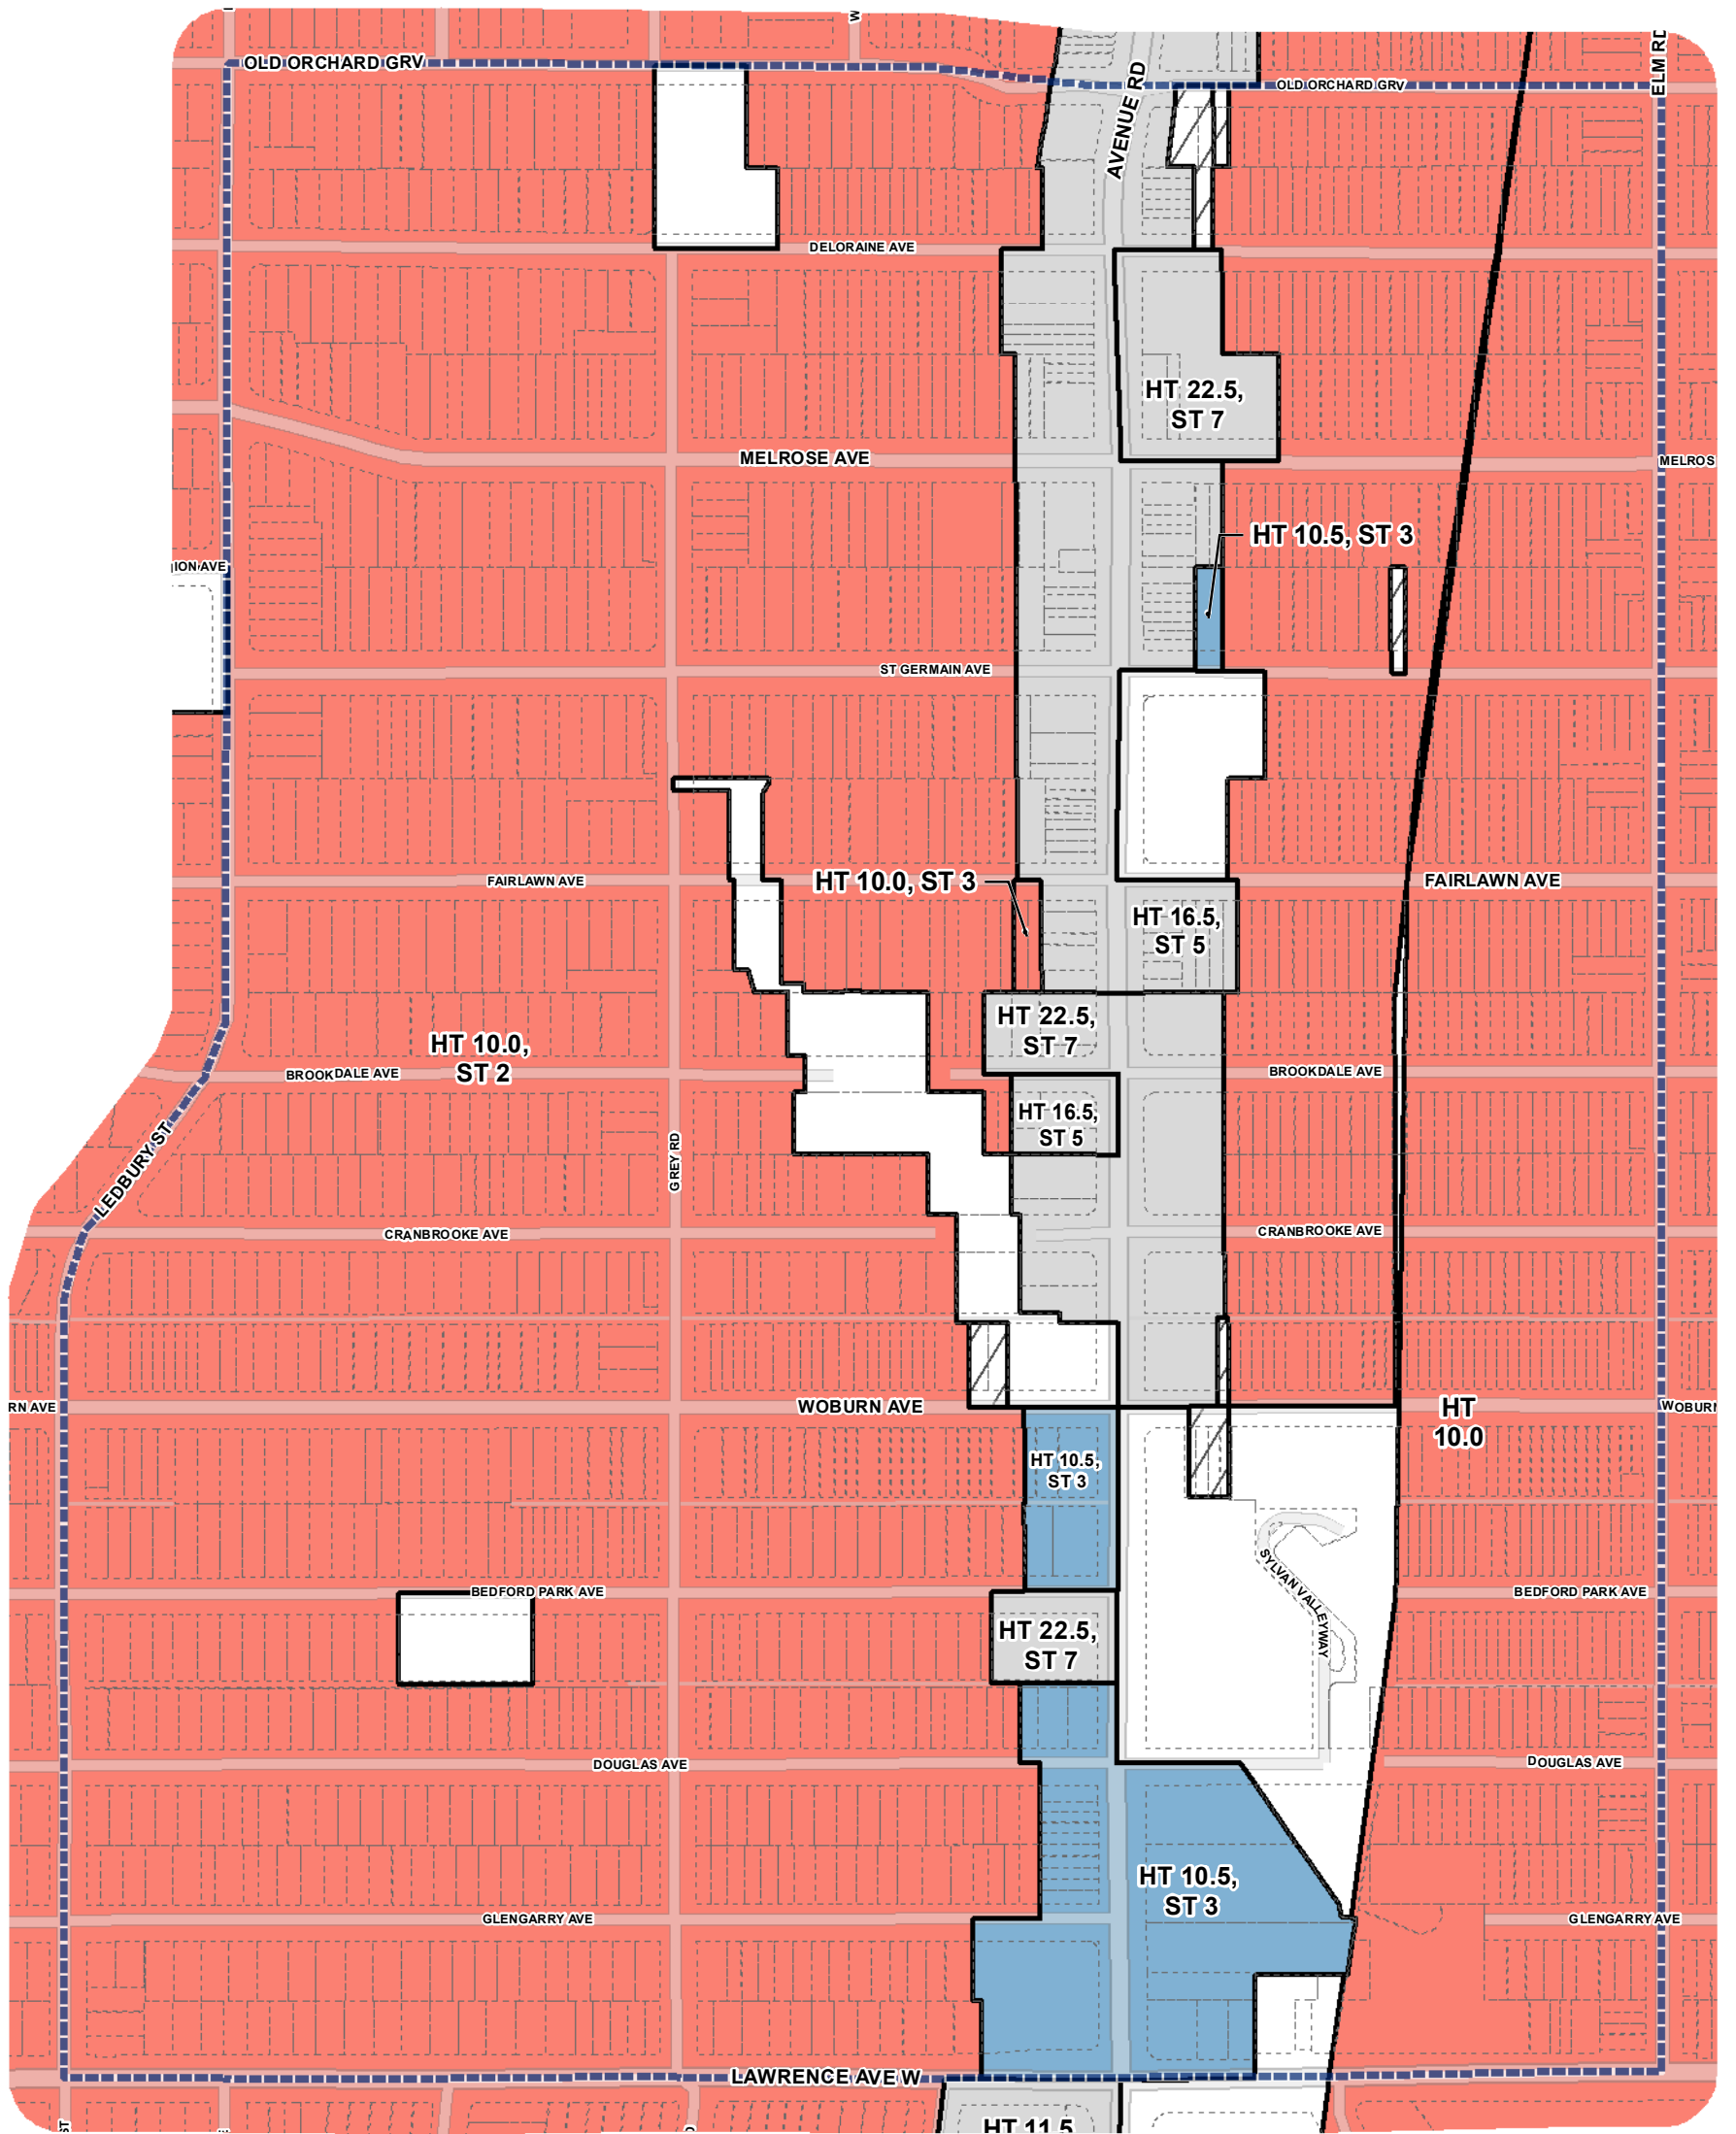 W
OLD ORCHARD GRV
AVENUE RD
ELM RD
OLD ORCHARD GRV
DELORAINE AVE
HT 22.5,
ST 7
MELROSE AVE
MELROS
HT 10.5, ST 3
ION AVE
ST GERMAIN AVE
FAIRLAWN AVE
HT 10.0, ST 3
FAIRLAWN AVE
HT 16.5,
ST 5
HT 22.5,
ST 7
HT 10.0,
ST 2
BROOKDALE AVE
BROOKDALE AVE
HT 16.5,
ST 5
LEDBURY ST
GREY RD
CRANBROOKE AVE
CRANBROOKE AVE
RN AVE
WOBURN AVE
HT
10.0
WOBURN
HT 10.5,
ST 3
SYLVAN VALLEYWAY
BEDFORD PARK AVE
BEDFORD PARK AVE
HT 22.5,
ST 7
DOUGLAS AVE
DOUGLAS AVE
HT 10.5,
ST 3
GLENGARRY AVE
GLENGARRY AVE
LAWRENCE AVE W
ST
HT 11.5